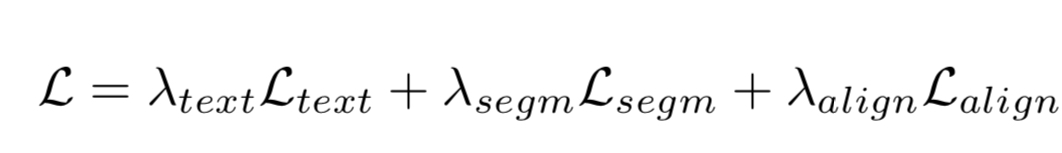 ℒ = λ_text ℒ_text + λ_segm ℒ_segm + λ_align ℒ_align